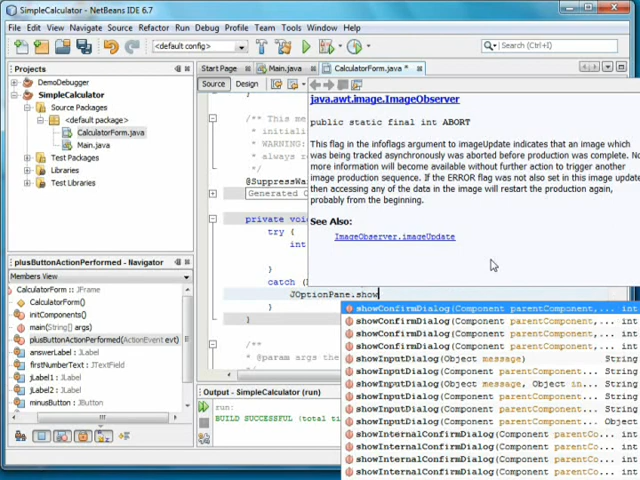 SimpleCalculator - NetBeans IDE 6.7
File Edit View Navigate Source Refactor Run Debug Profile Team Tools Window Help
<default config>
Search (Ctrl+I)
Projects
DemoDebugger
SimpleCalculator
Source Packages
<default package>
CalculatorForm.java
Main.java
Test Packages
Libraries
Test Libraries
plusButtonActionPerformed - Navigator
Members View
CalculatorForm :: JFrame
CalculatorForm()
initComponents()
main(String[] args)
plusButtonActionPerformed(ActionEvent evt)
answerLabel : JLabel
firstNumberText : JTextField
jLabel1 : JLabel
jLabel2 : JLabel
minusButton : JButton
Start Page
Main.java
CalculatorForm.java *
Source Design
/** This me
* initiali
* WARNING:
* always r
@SuppressWa
Generated C
private voi
try {
int
}
catch (
JOptionPane.show
}
}
/**
* @param args the
java.awt.image.ImageObserver
public static final int ABORT
This flag in the infoflags argument to imageUpdate indicates that an image which
was being tracked asynchronously was aborted before production was complete. No
more information will become available without further action to trigger another
image production sequence. If the ERROR flag was not also set in this image update
then accessing any of the data in the image will restart the production again,
probably from the beginning.
See Also:
ImageObserver.imageUpdate
showConfirmDialog(Component parentComponent,... int
showConfirmDialog(Component parentComponent,... int
showConfirmDialog(Component parentComponent,... int
showConfirmDialog(Component parentComponent,... int
showInputDialog(Object message) String
showInputDialog(Component parentComponent... String
showInputDialog(Object message, Object in... String
showInputDialog(Component parentComponent... String
showInputDialog(Component parentComponent... String
showInputDialog(Component parentComponent... Object
showInternalConfirmDialog(Component parentCo... int
showInternalConfirmDialog(Component parentCo... int
showInternalConfirmDialog(Component parentCo... int
showInternalConfirmDialog(Component parentCo... int
Output - SimpleCalculator
run:
BUILD SUCCESSFUL (total ti